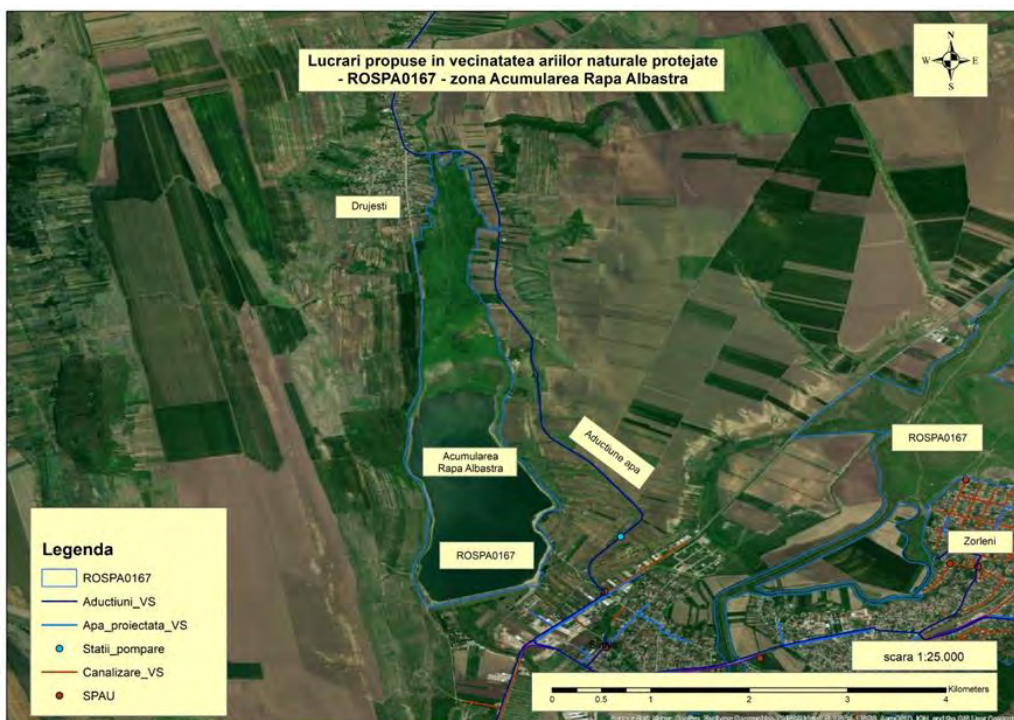 Lucrari propuse in vecinatatea ariilor naturale protejate
- ROSPA0167 - zona Acumularea Rapa Albastra
N
W E
S
Drujesti
ROSPA0167
Aductiune apa
Acumularea
Rapa Albastra
ROSPA0167
Zorleni
Legenda
ROSPA0167
Aductiuni_VS
Apa_proiectata_VS
Statii_pompare
Canalizare_VS
SPAU
scara 1:25.000
Kilometers
0 0.5 1 2 3 4